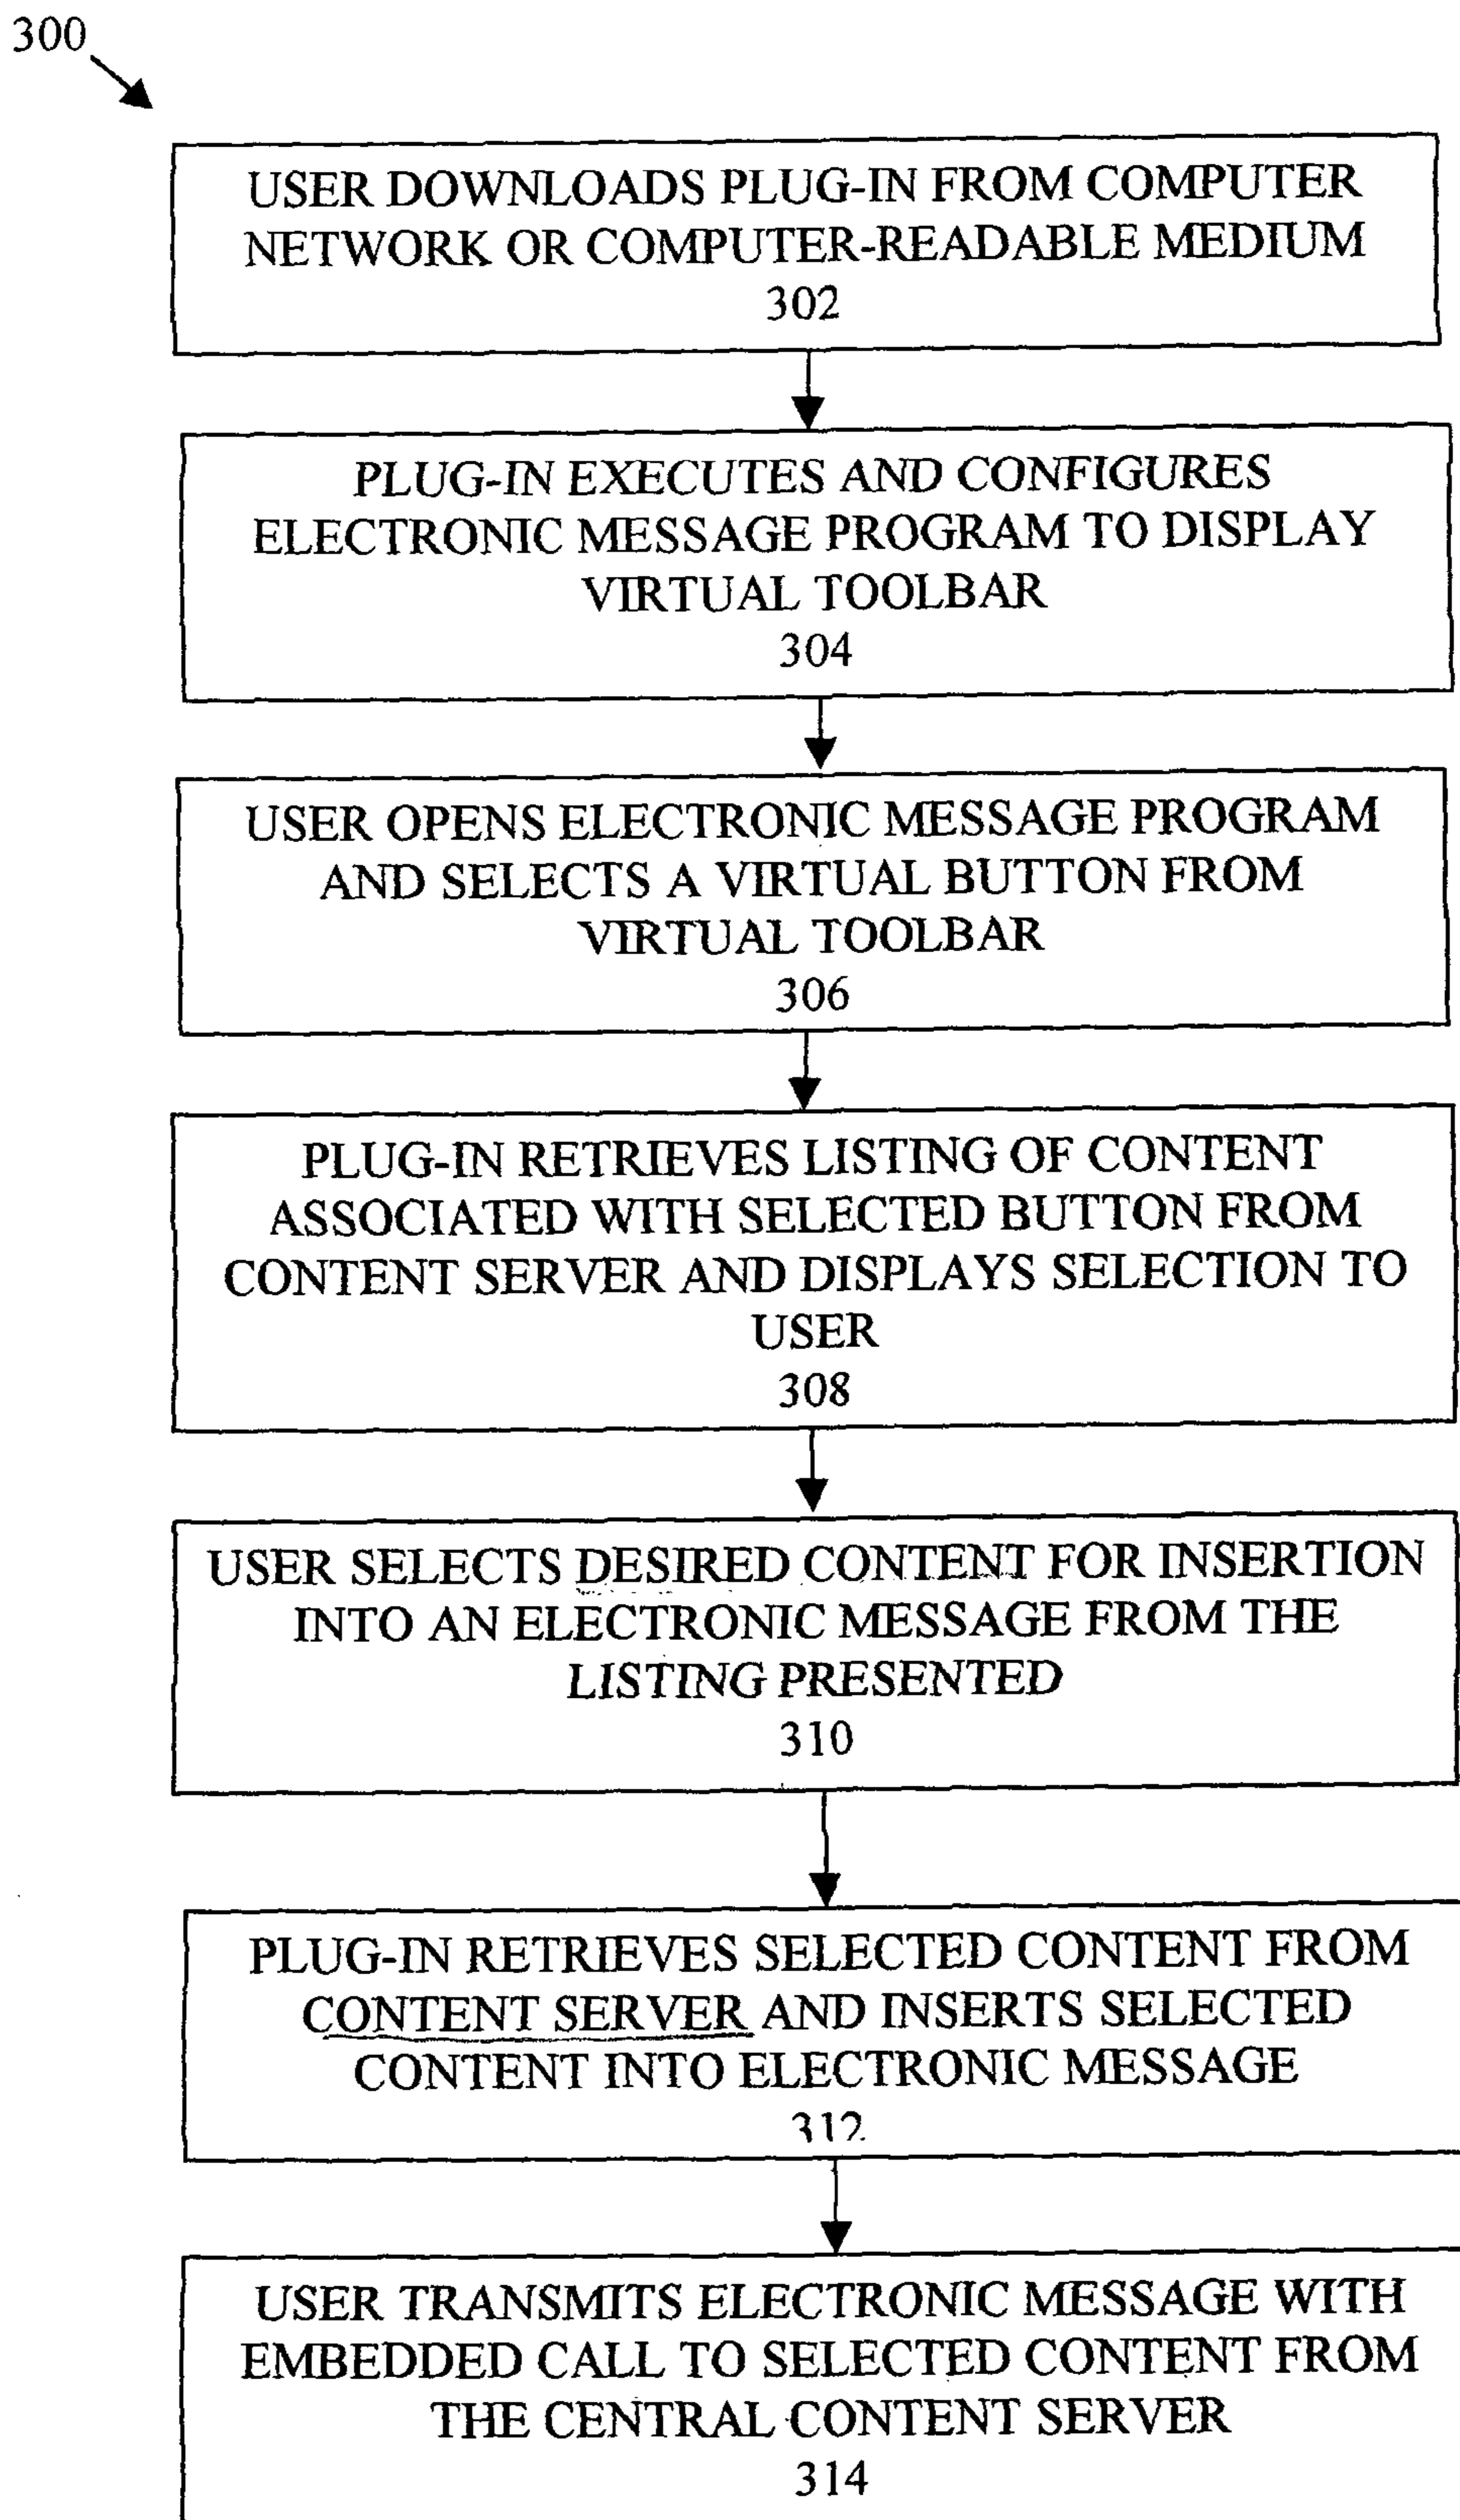 300
USER DOWNLOADS PLUG-IN FROM COMPUTER
NETWORK OR COMPUTER-READABLE MEDIUM
302
PLUG-IN EXECUTES AND CONFIGURES
ELECTRONIC MESSAGE PROGRAM TO DISPLAY
VIRTUAL TOOLBAR
304
USER OPENS ELECTRONIC MESSAGE PROGRAM
AND SELECTS A VIRTUAL BUTTON FROM
VIRTUAL TOOLBAR
306
PLUG-IN RETRIEVES LISTING OF CONTENT
ASSOCIATED WITH SELECTED BUTTON FROM
CONTENT SERVER AND DISPLAYS SELECTION TO
USER
308
USER SELECTS DESIRED CONTENT FOR INSERTION
INTO AN ELECTRONIC MESSAGE FROM THE
LISTING PRESENTED
310
PLUG-IN RETRIEVES SELECTED CONTENT FROM
CONTENT SERVER AND INSERTS SELECTED
CONTENT INTO ELECTRONIC MESSAGE
312
USER TRANSMITS ELECTRONIC MESSAGE WITH
EMBEDDED CALL TO SELECTED CONTENT FROM
THE CENTRAL CONTENT SERVER
314